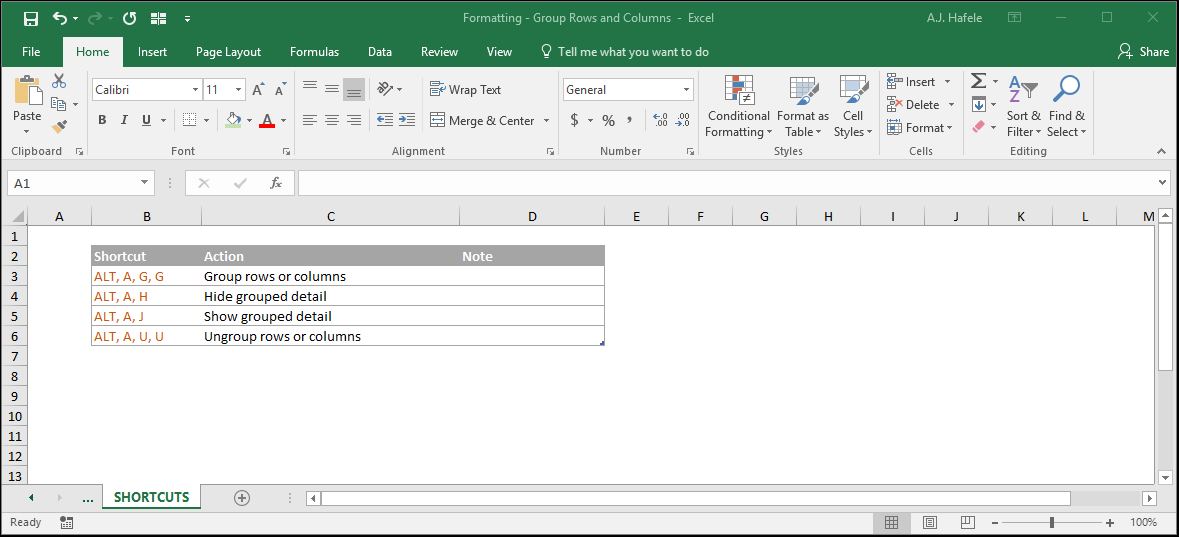 Formatting - Group Rows and Columns - Excel
A.J. Hafele
File Home Insert Page Layout Formulas Data Review View Tell me what you want to do Share
Calibri 11 A A Wrap Text General Insert Σ A Z
Paste B I U A Merge & Center $ % , Conditional Formatting Format as Table Cell Styles Delete Sort & Filter Find & Select
Format
Clipboard Font Alignment Number Styles Cells Editing
A1 fx
A B C D E F G H I J K L M
1
2 Shortcut Action Note
3 ALT, A, G, G Group rows or columns
4 ALT, A, H Hide grouped detail
5 ALT, A, J Show grouped detail
6 ALT, A, U, U Ungroup rows or columns
7
8
9
10
11
12
13
... SHORTCUTS
Ready 100%